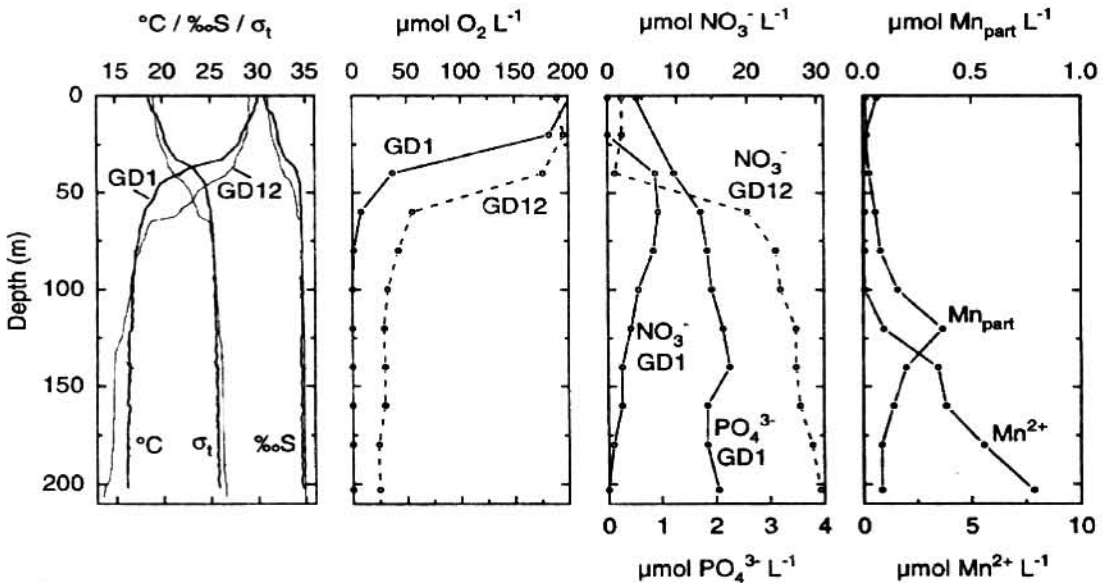 °C / ‰S / σt
µmol O2 L-1
µmol NO3- L-1
µmol Mnpart L-1
15 20 25 30 35
0 50 100 150 200
0 10 20 30
0.0 0.5 1.0
Depth (m)
0
50
100
150
200
GD1
GD12
°C
σt
‰S
GD1
GD12
NO3-
GD12
NO3-
GD1
PO43-
GD1
Mnpart
Mn2+
0 1 2 3 4
0 5 10
µmol PO43- L-1
µmol Mn2+ L-1